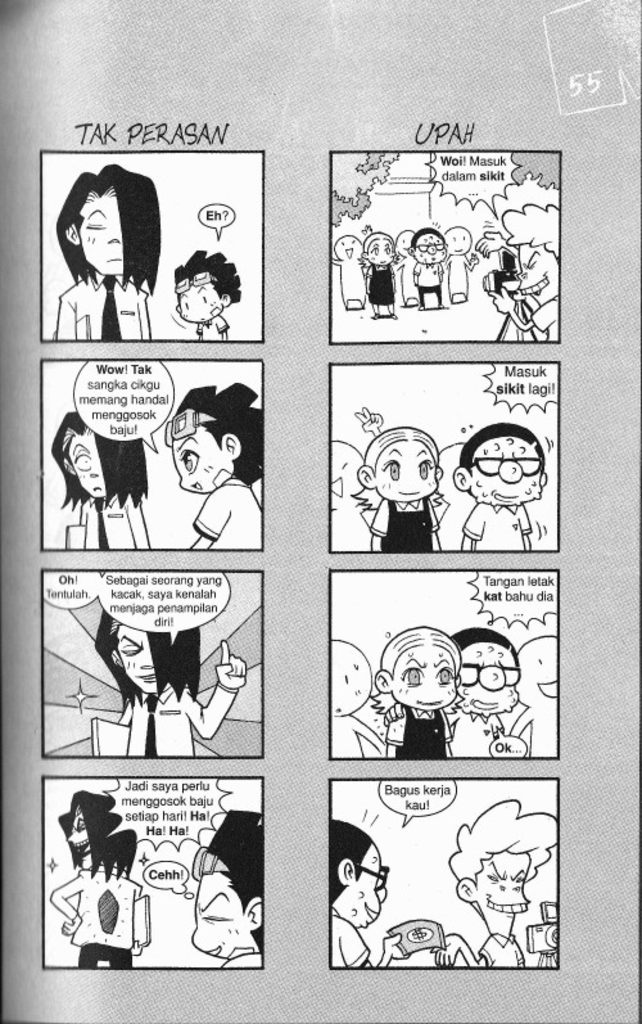 55
TAK PERASAN
Eh?
Wow! Tak
sangka cikgu
memang handal
menggosok
baju!
Oh!
Tentulah.
Sebagai seorang yang
kacak, saya kenalah
menjaga penampilan
diri!
Jadi saya perlu
menggosok baju
setiap hari! Ha!
Ha! Ha!
Cehh!
UPAH
Woi! Masuk
dalam sikit
...
Masuk
sikit lagi!
Tangan letak
kat bahu dia
...
Ok...
Bagus kerja
kau!
$